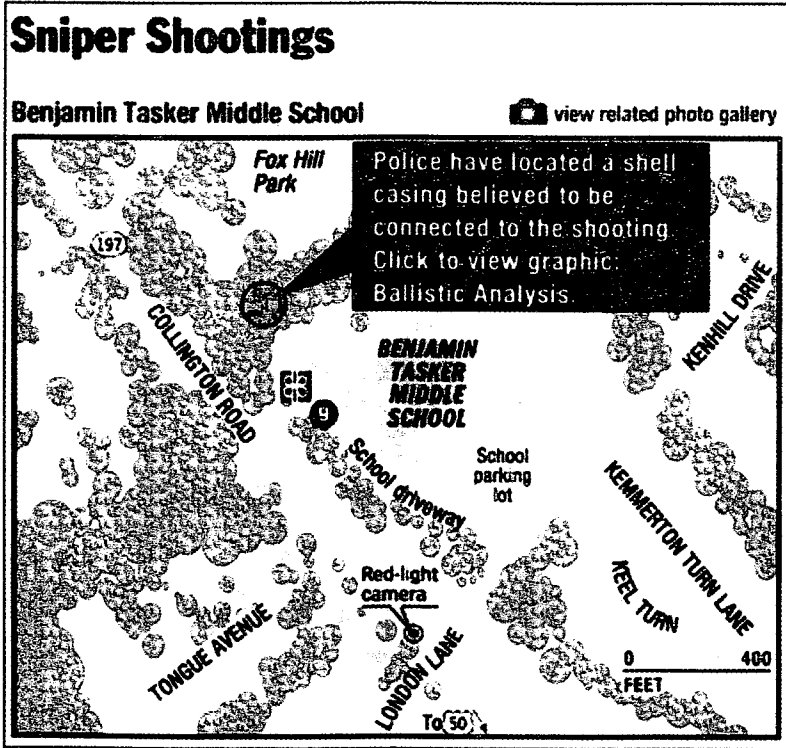 Sniper Shootings
Benjamin Tasker Middle School
view related photo gallery
Fox Hill
Park
Police have located a shell
casing believed to be
connected to the shooting.
Click to view graphic:
Ballistic Analysis.
197
COLLINGTON ROAD
KENHILL DRIVE
BENJAMIN
TASKER
MIDDLE
SCHOOL
9
School driveway
School
parking
lot
KEMMERTON TURN LANE
KEEL TURN
Red-light
camera
TONGUE AVENUE
LONDON LANE
0 400
FEET
To 50